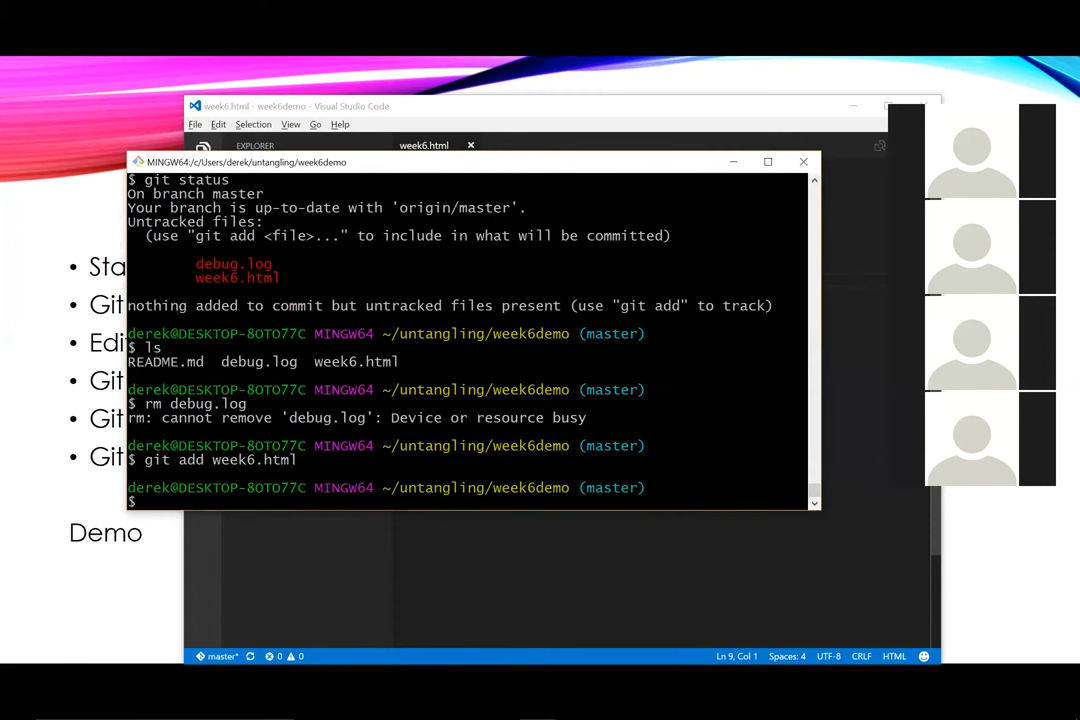 week6.html - week6demo - Visual Studio Code
File Edit Selection View Go Help
EXPLORER
week6.html
MINGW64:/c/Users/derek/untangling/week6demo
$ git status
On branch master
Your branch is up-to-date with 'origin/master'.
Untracked files:
(use "git add <file>..." to include in what will be committed)
debug.log
week6.html
nothing added to commit but untracked files present (use "git add" to track)
derek@DESKTOP-8OTO77C MINGW64 ~/untangling/week6demo (master)
$ ls
README.md debug.log week6.html
derek@DESKTOP-8OTO77C MINGW64 ~/untangling/week6demo (master)
$ rm debug.log
rm: cannot remove 'debug.log': Device or resource busy
derek@DESKTOP-8OTO77C MINGW64 ~/untangling/week6demo (master)
$ git add week6.html
derek@DESKTOP-8OTO77C MINGW64 ~/untangling/week6demo (master)
$
• Sta
• Git
• Edi
• Git
• Git
• Git
Demo
master* 0 0
Ln 9, Col 1 Spaces: 4 UTF-8 CRLF HTML